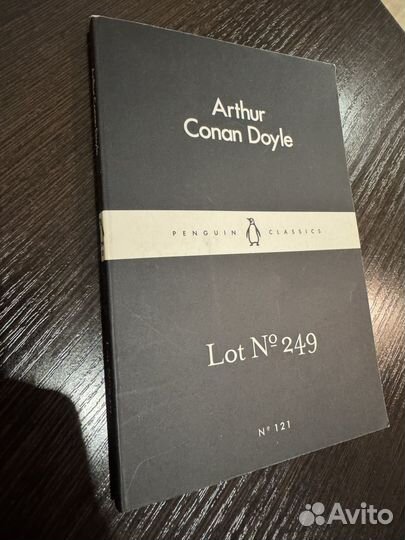 Arthur
Conan Doyle
PENGUIN CLASSICS
Lot Nº 249
Nº 121
Avito